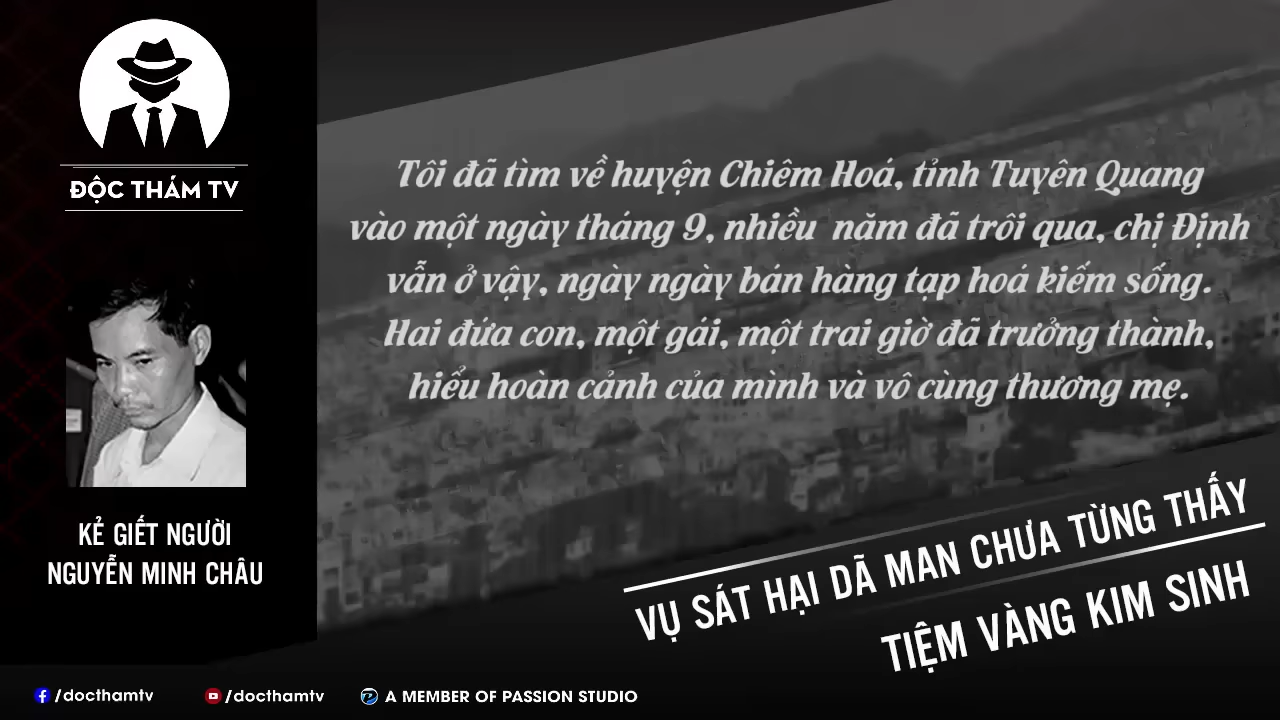 ĐỘC THÁM TV
Tôi đã tìm về huyện Chiêm Hoá, tỉnh Tuyên Quang
vào một ngày tháng 9, nhiều năm đã trôi qua, chị Định
vẫn ở vậy, ngày ngày bán hàng tạp hoá kiếm sống.
Hai đứa con, một gái, một trai giờ đã trưởng thành,
hiểu hoàn cảnh của mình và vô cùng thương mẹ.
KẺ GIẾT NGƯỜI
NGUYỄN MINH CHÂU
VỤ SÁT HẠI DÃ MAN CHƯA TỪNG THẤY
TIỆM VÀNG KIM SINH
/docthamtv
/docthamtv
A MEMBER OF PASSION STUDIO